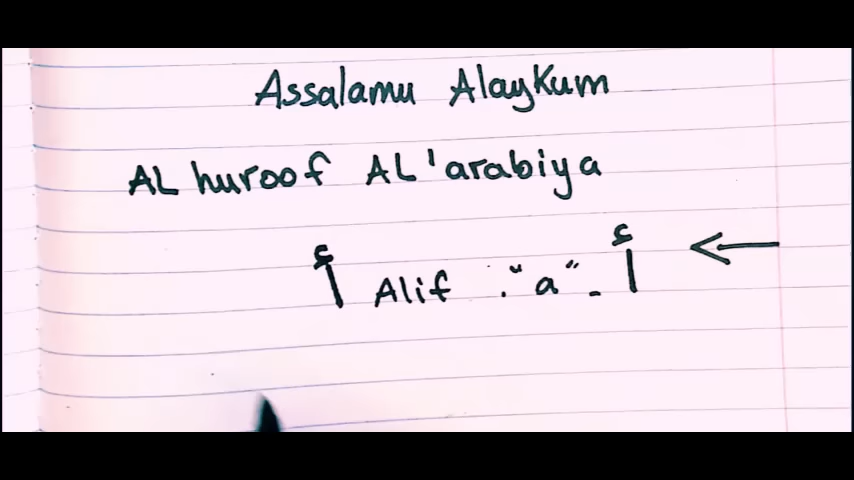 Assalamu Alaykum
AL huroof AL'arabiya
أ Alif . "a" - أ ←